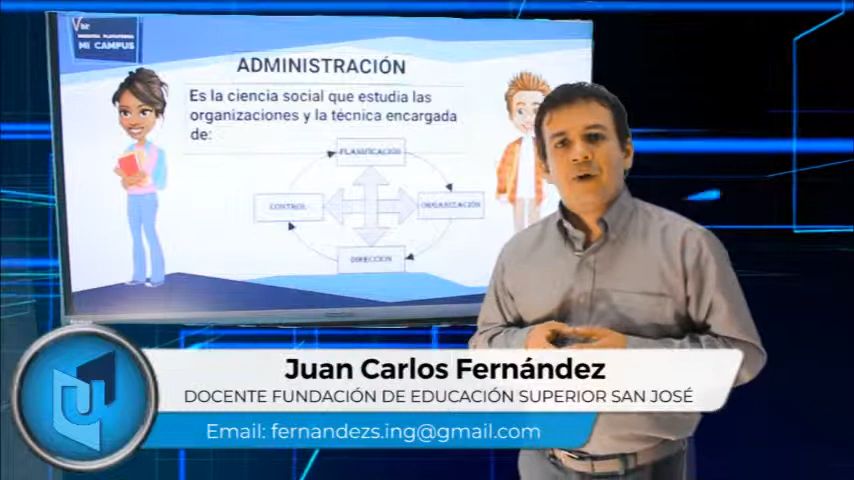 MI CAMPUS
ADMINISTRACIÓN
Es la ciencia social que estudia las
organizaciones y la técnica encargada
de:
PLANIFICACIÓN
CONTROL
ORGANIZACIÓN
DIRECCIÓN
Juan Carlos Fernández
DOCENTE FUNDACIÓN DE EDUCACIÓN SUPERIOR SAN JOSÉ
Email: fernandezs.ing@gmail.com